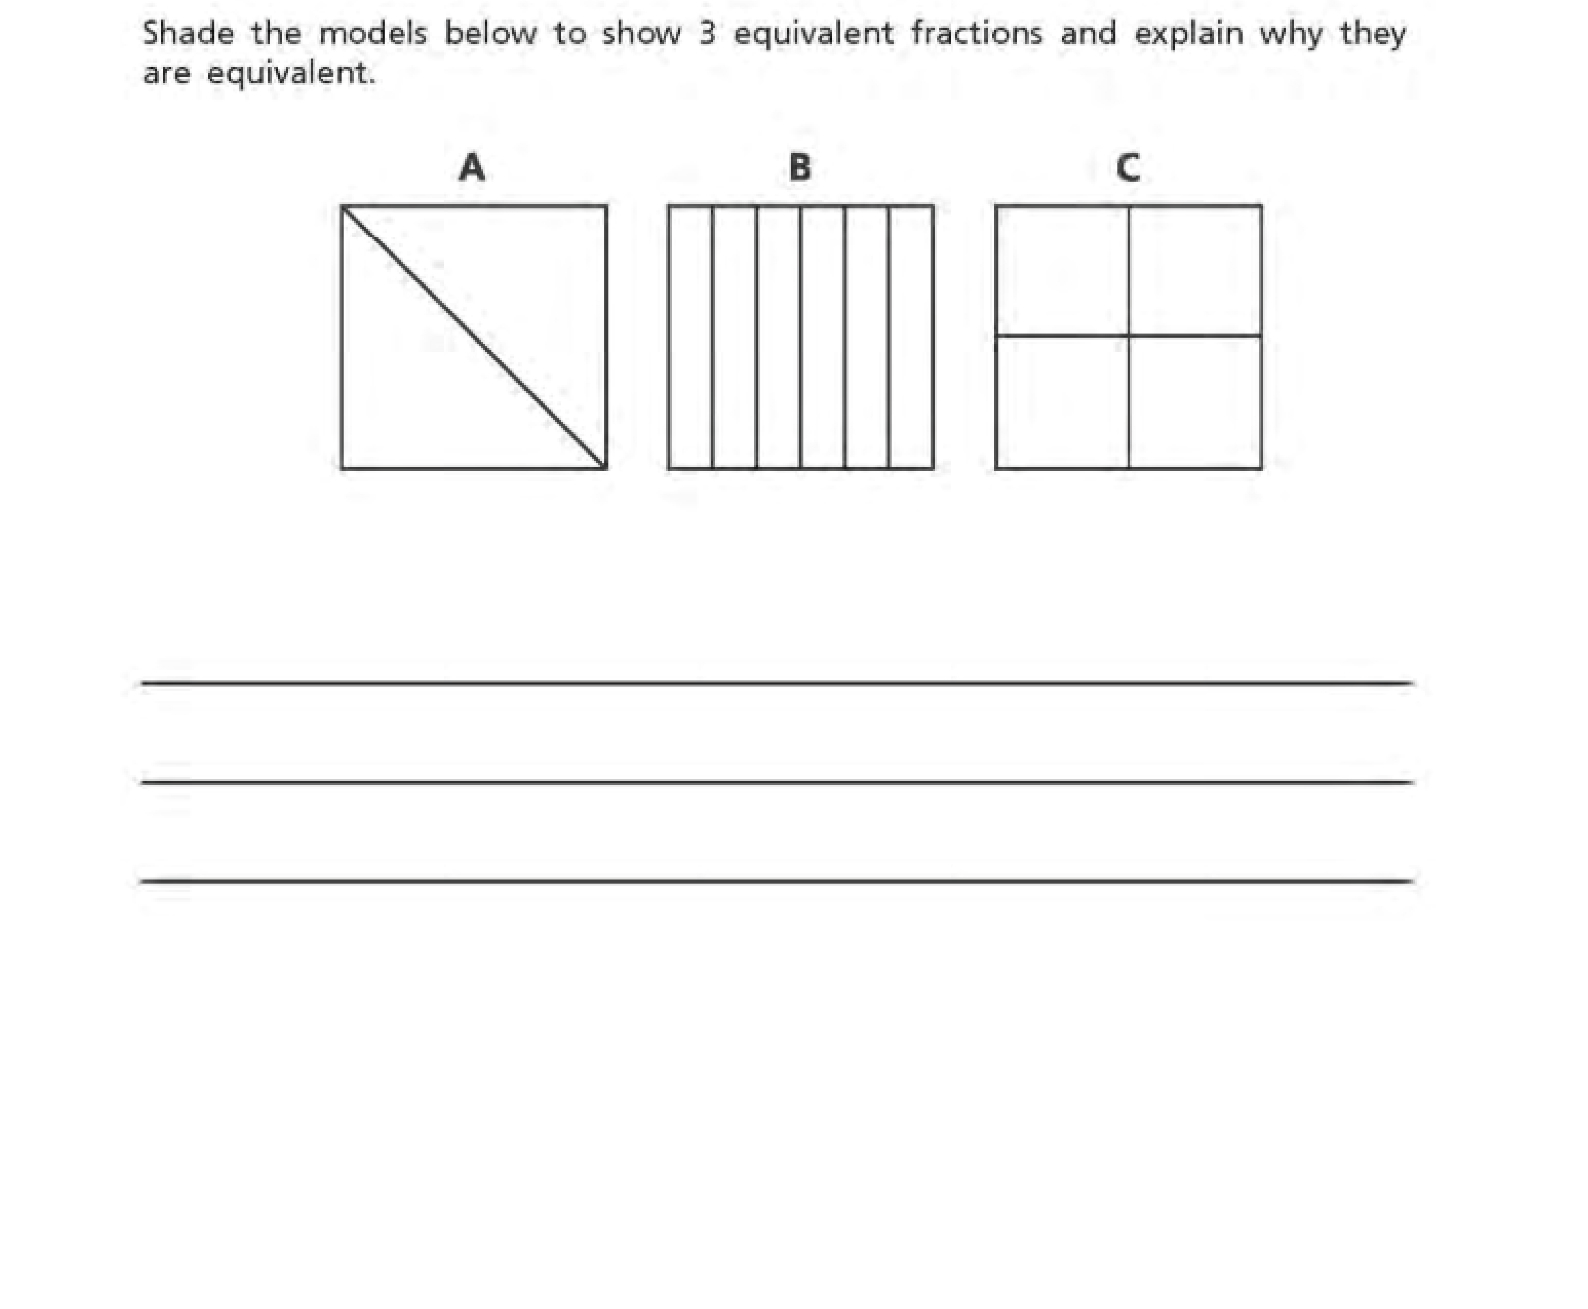 Shade the models below to show 3 equivalent fractions and explain why they
are equivalent.
A B C